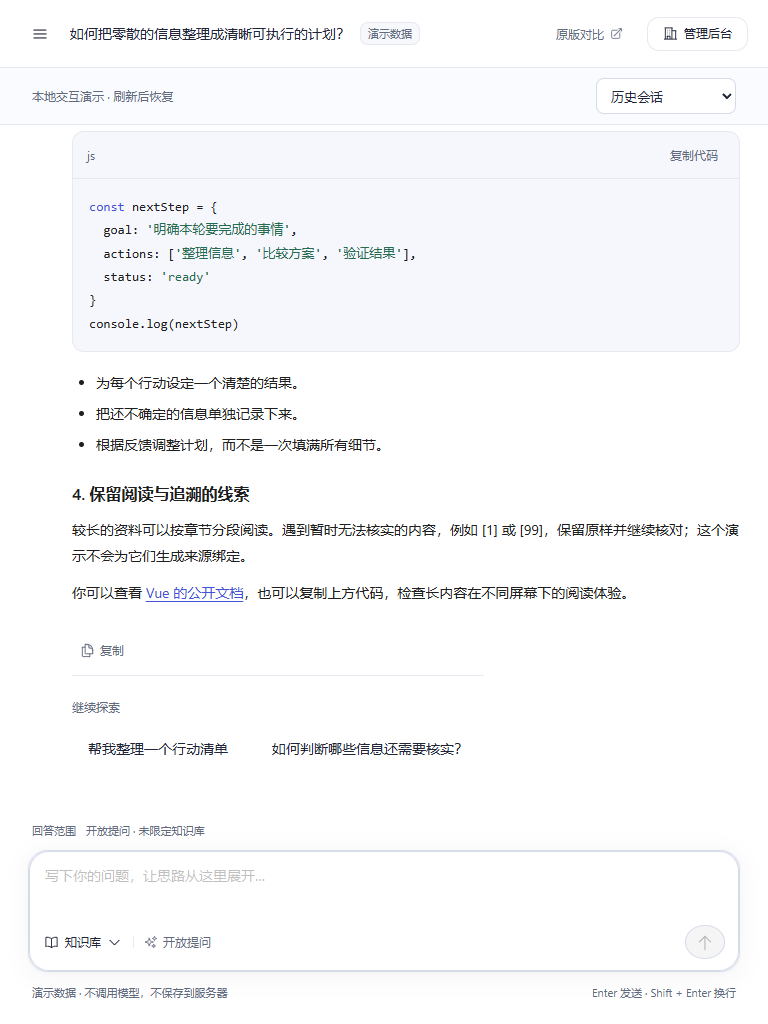 如何把零散的信息整理成清晰可执行的计划？ 演示数据 原版对比 管理后台
本地交互演示 · 刷新后恢复 历史会话
js 复制代码
const nextStep = {
  goal: '明确本轮要完成的事情',
  actions: ['整理信息', '比较方案', '验证结果'],
  status: 'ready'
}
console.log(nextStep)
• 为每个行动设定一个清楚的结果。
• 把还不确定的信息单独记录下来。
• 根据反馈调整计划，而不是一次填满所有细节。
4. 保留阅读与追溯的线索
较长的资料可以按章节分段阅读。遇到暂时无法核实的内容，例如 [1] 或 [99]，保留原样并继续核对；这个演
示不会为它们生成来源绑定。
你可以查看 Vue 的公开文档，也可以复制上方代码，检查长内容在不同屏幕下的阅读体验。
复制
继续探索
帮我整理一个行动清单 如何判断哪些信息还需要核实？
回答范围 开放提问 · 未限定知识库
写下你的问题，让思路从这里展开...
知识库 开放提问
演示数据 · 不调用模型，不保存到服务器 Enter 发送 · Shift + Enter 换行